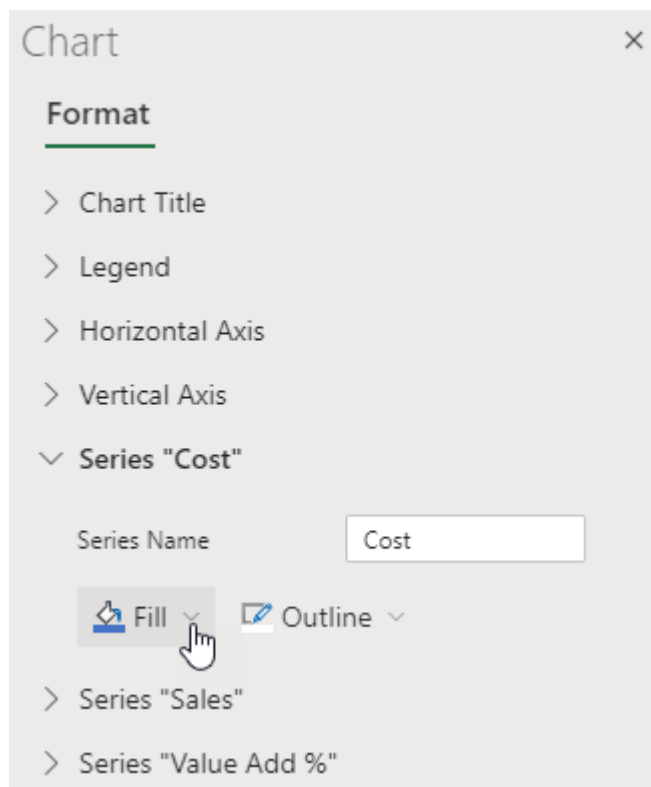 Chart
Format
Chart Title
Legend
Horizontal Axis
Vertical Axis
Series "Cost"
Series Name Cost
Fill Outline
Series "Sales"
Series "Value Add %"